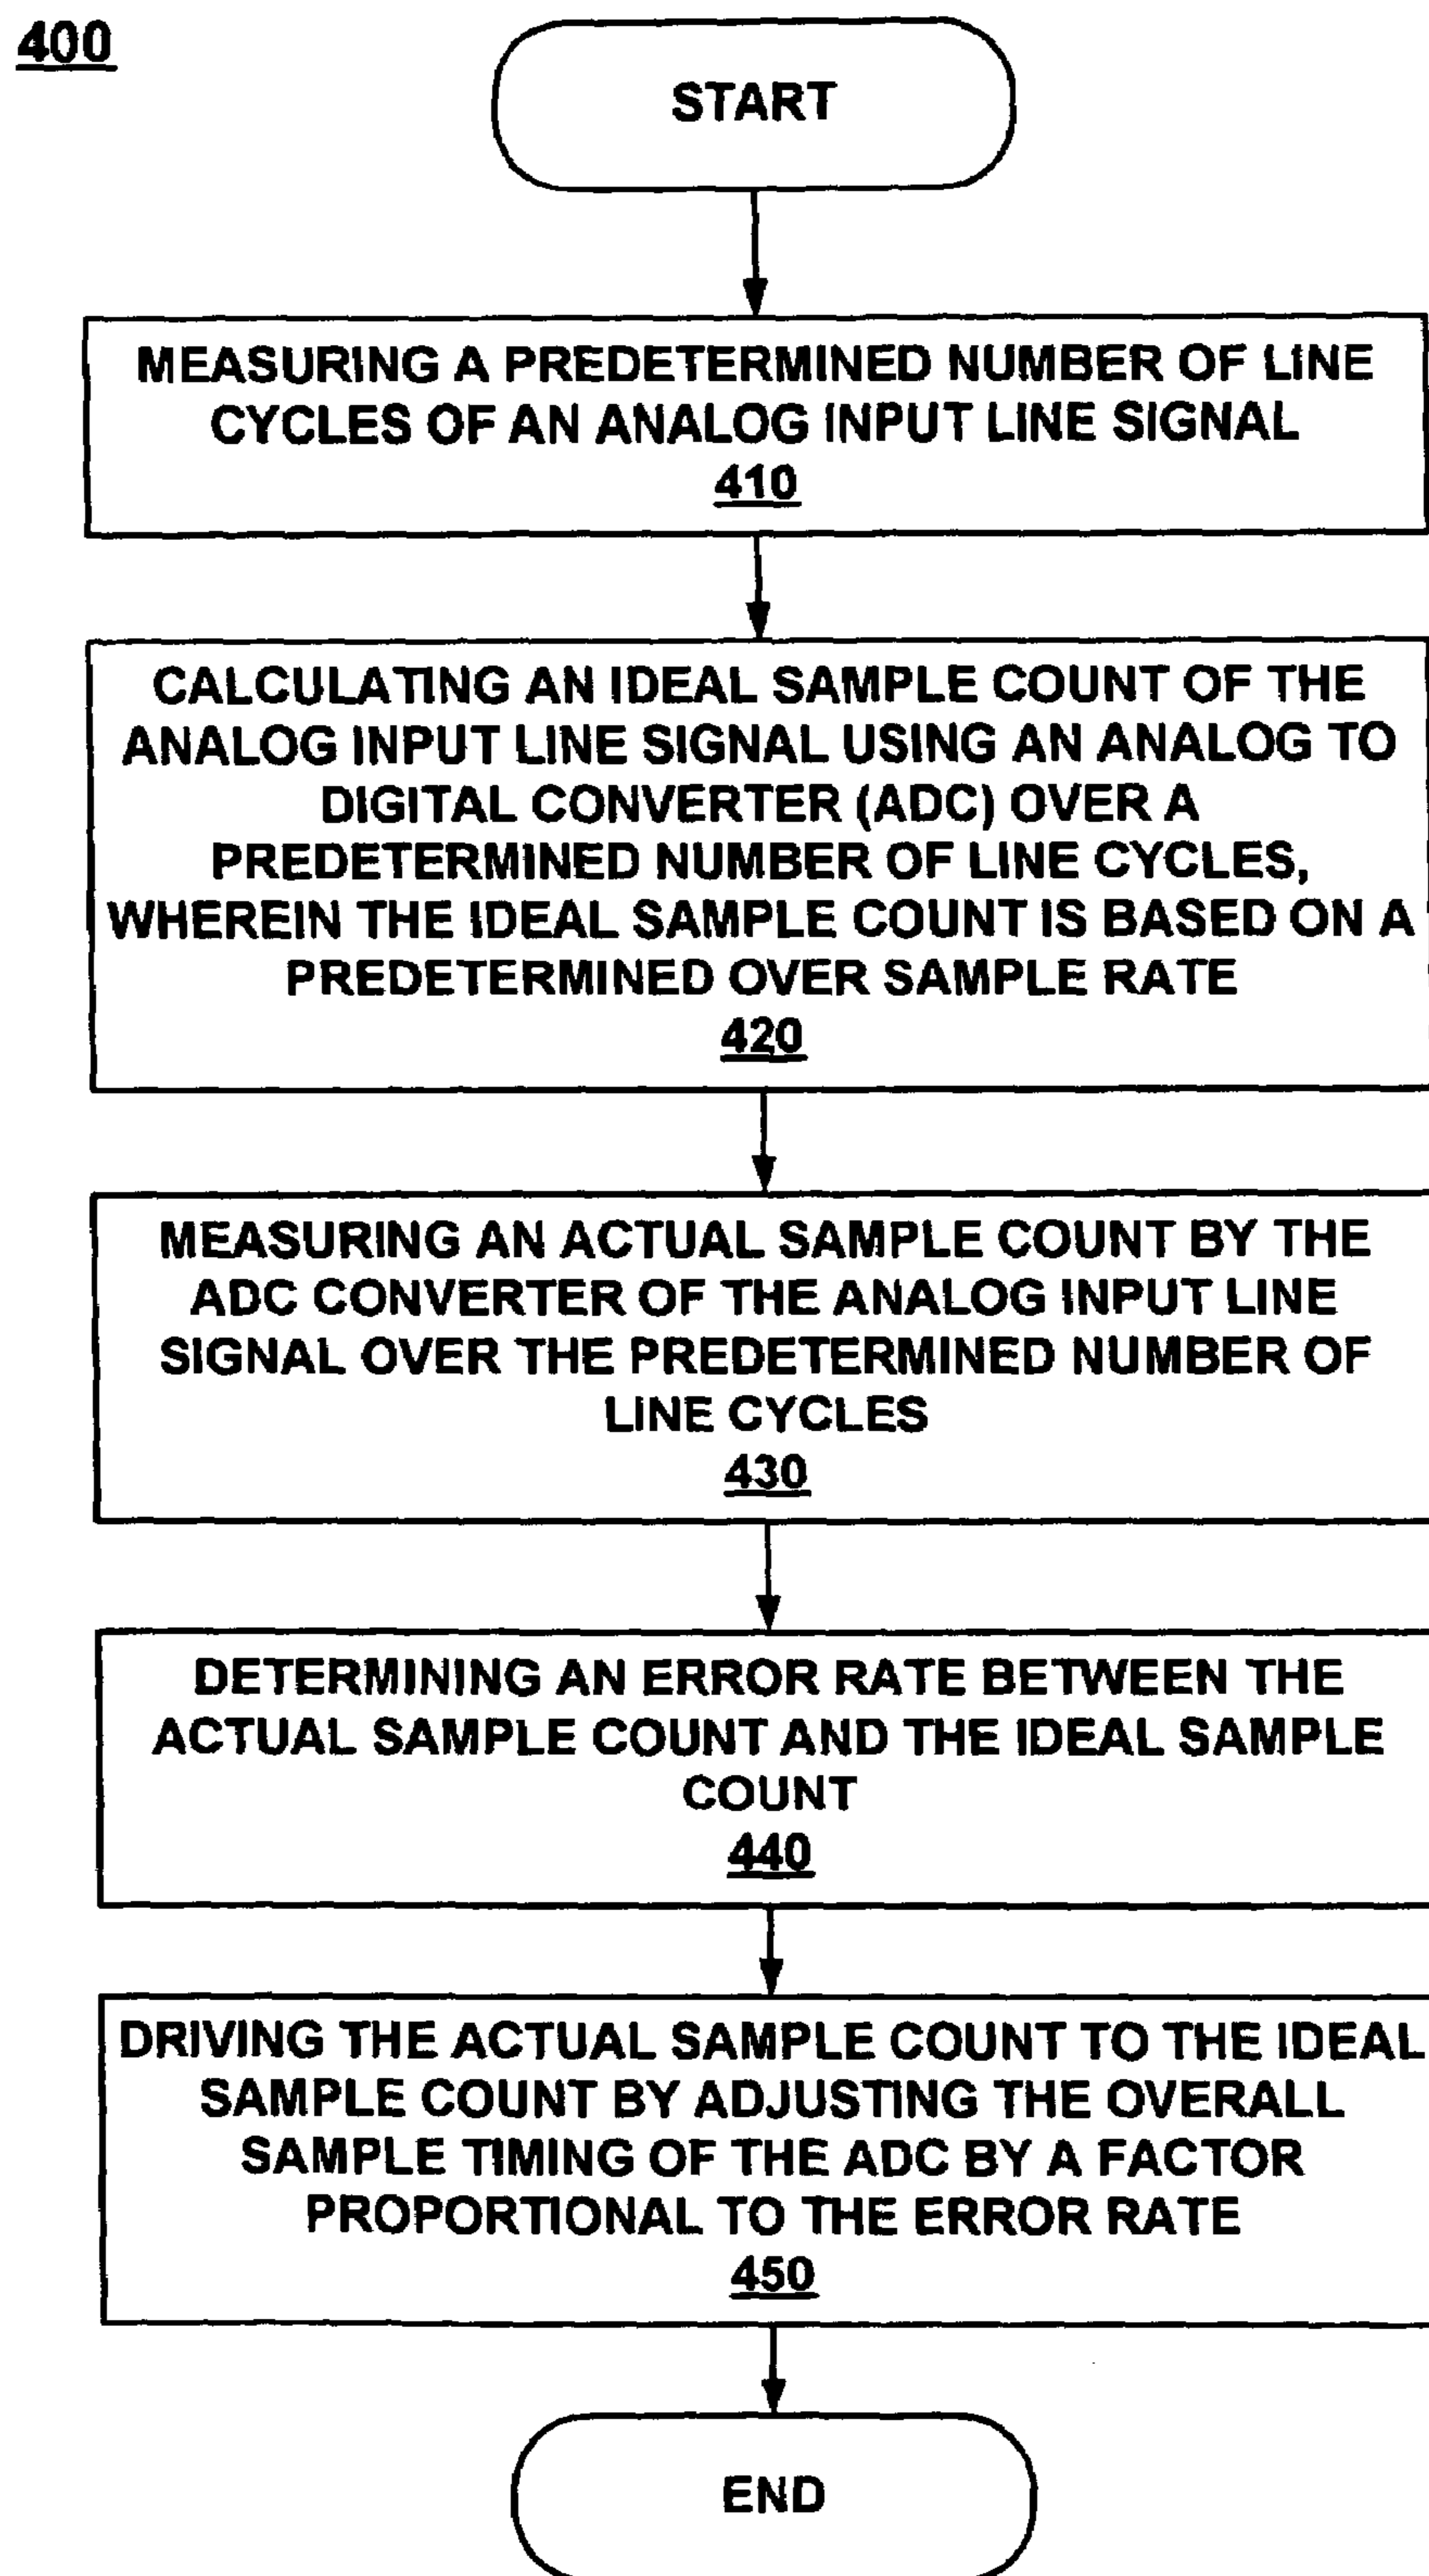 400
START
MEASURING A PREDETERMINED NUMBER OF LINE
CYCLES OF AN ANALOG INPUT LINE SIGNAL
410
CALCULATING AN IDEAL SAMPLE COUNT OF THE
ANALOG INPUT LINE SIGNAL USING AN ANALOG TO
DIGITAL CONVERTER (ADC) OVER A
PREDETERMINED NUMBER OF LINE CYCLES,
WHEREIN THE IDEAL SAMPLE COUNT IS BASED ON A
PREDETERMINED OVER SAMPLE RATE
420
MEASURING AN ACTUAL SAMPLE COUNT BY THE
ADC CONVERTER OF THE ANALOG INPUT LINE
SIGNAL OVER THE PREDETERMINED NUMBER OF
LINE CYCLES
430
DETERMINING AN ERROR RATE BETWEEN THE
ACTUAL SAMPLE COUNT AND THE IDEAL SAMPLE
COUNT
440
DRIVING THE ACTUAL SAMPLE COUNT TO THE IDEAL
SAMPLE COUNT BY ADJUSTING THE OVERALL
SAMPLE TIMING OF THE ADC BY A FACTOR
PROPORTIONAL TO THE ERROR RATE
450
END